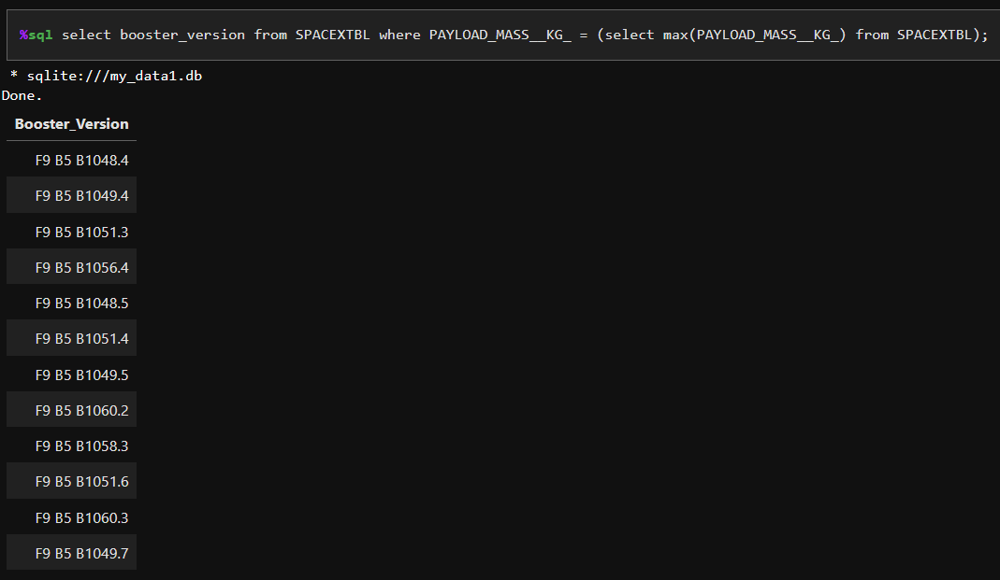 %sql select booster_version from SPACEXTBL where PAYLOAD_MASS__KG_ = (select max(PAYLOAD_MASS__KG_) from SPACEXTBL);
* sqlite:///my_data1.db
Done.
Booster_Version
F9 B5 B1048.4
F9 B5 B1049.4
F9 B5 B1051.3
F9 B5 B1056.4
F9 B5 B1048.5
F9 B5 B1051.4
F9 B5 B1049.5
F9 B5 B1060.2
F9 B5 B1058.3
F9 B5 B1051.6
F9 B5 B1060.3
F9 B5 B1049.7